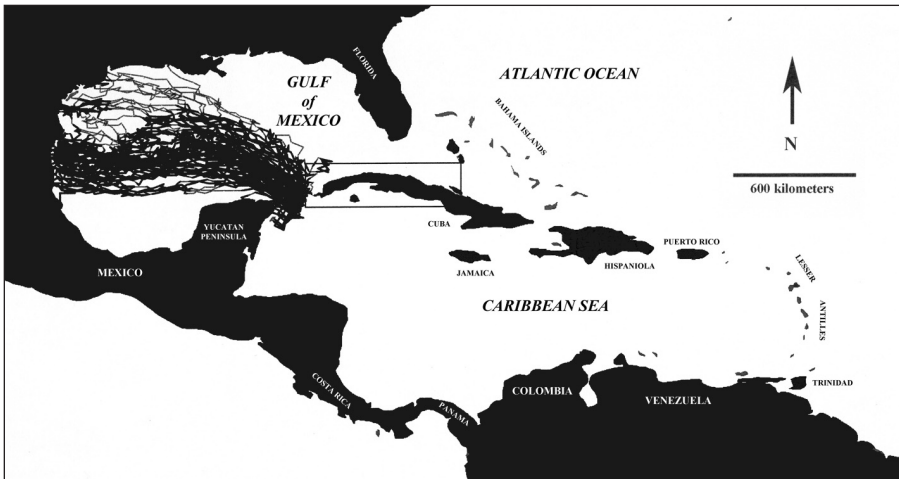 FLORIDA
GULF
of
MEXICO
ATLANTIC OCEAN
BAHAMA ISLANDS
N
600 kilometers
CUBA
YUCATAN
PENINSULA
MEXICO
JAMAICA
HISPANIOLA
PUERTO RICO
LESSER
ANTILLES
CARIBBEAN SEA
COSTA RICA
PANAMA
COLOMBIA
VENEZUELA
TRINIDAD